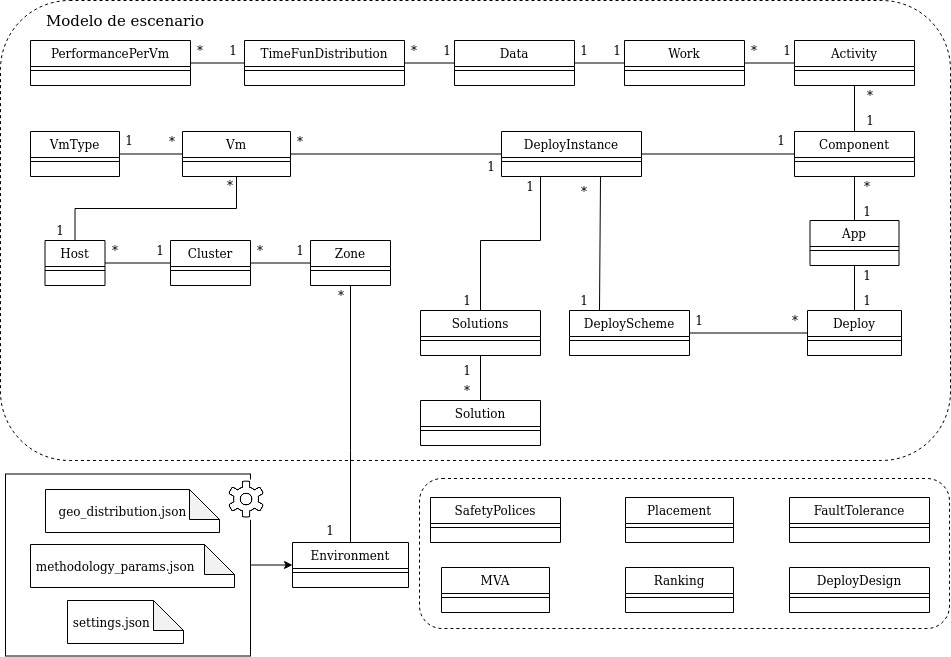 Modelo de escenario
PerformancePerVm * 1 TimeFunDistribution * 1 Data 1 1 Work * 1 Activity
*
1
VmType 1 * Vm * 1 DeployInstance 1 Component
* 1 * *
1 1
Host * 1 Cluster * 1 Zone App
* 1
1 1 1
Solutions DeployScheme 1 * Deploy
1
*
Solution
geo_distribution.json
methodology_params.json
settings.json
1
Environment
SafetyPolices Placement FaultTolerance
MVA Ranking DeployDesign